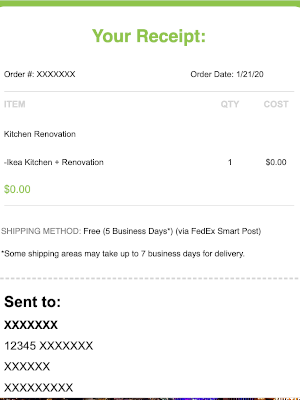 Your Receipt:
Order #: XXXXXXX Order Date: 1/21/20
ITEM QTY COST
Kitchen Renovation
-Ikea Kitchen + Renovation 1 $0.00
$0.00
SHIPPING METHOD: Free (5 Business Days*) (via FedEx Smart Post)
*Some shipping areas may take up to 7 business days for delivery.
Sent to:
XXXXXXX
12345 XXXXXXX
XXXXXX
XXXXXXXXX